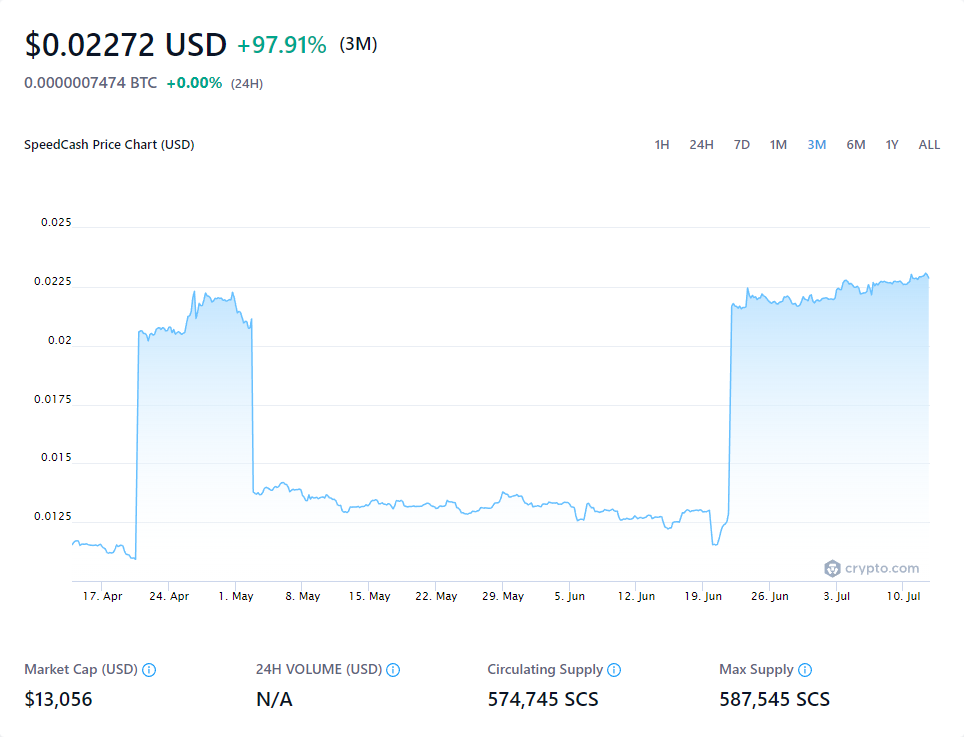 $0.02272 USD +97.91% (3M)
0.0000007474 BTC +0.00% (24H)
SpeedCash Price Chart (USD) 1H 24H 7D 1M 3M 6M 1Y ALL
0.025
0.0225
0.02
0.0175
0.015
0.0125
crypto.com
17. Apr 24. Apr 1. May 8. May 15. May 22. May 29. May 5. Jun 12. Jun 19. Jun 26. Jun 3. Jul 10. Jul
Market Cap (USD) 24H VOLUME (USD) Circulating Supply Max Supply
$13,056 N/A 574,745 SCS 587,545 SCS